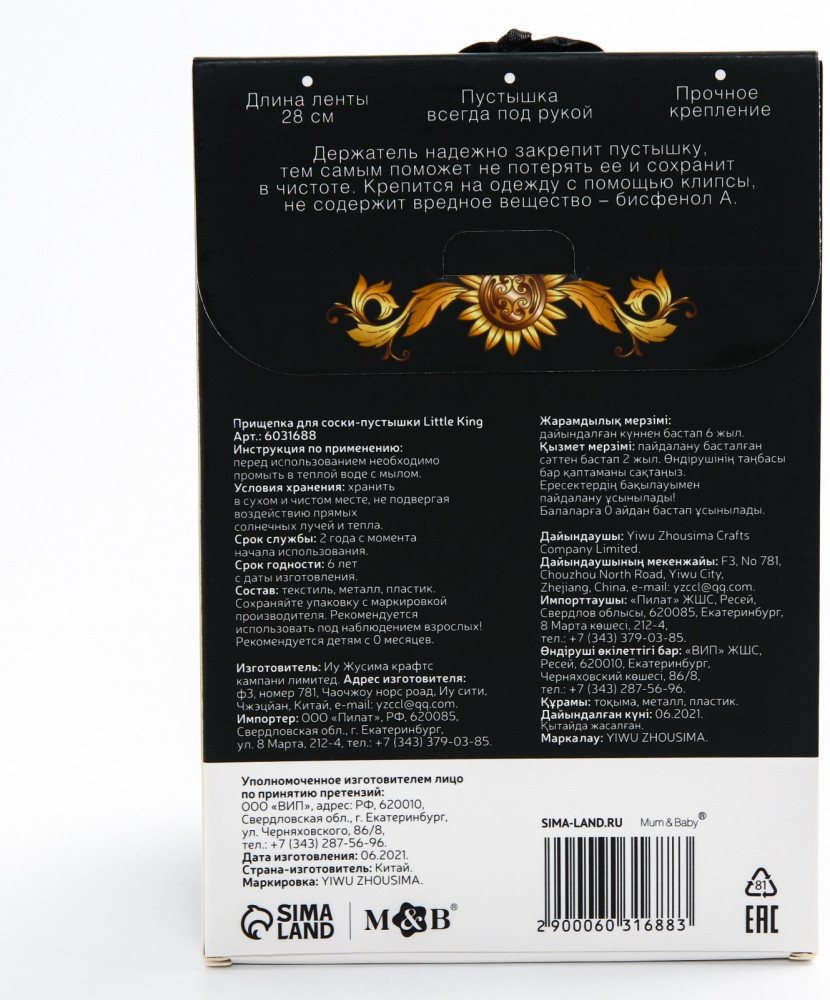 Длина ленты
28 см
Пустышка
всегда под рукой
Прочное
крепление
Держатель надежно закрепит пустышку,
тем самым поможет не потерять ее и сохранит
в чистоте. Крепится на одежду с помощью клипсы,
не содержит вредное вещество – бисфенол А.
Прищепка для соски-пустышки Little King
Арт.: 6031688
Инструкция по применению:
перед использованием необходимо
промыть в теплой воде с мылом.
Условия хранения: хранить
в сухом и чистом месте, не подвергая
воздействию прямых
солнечных лучей и тепла.
Срок службы: 2 года с момента
начала использования.
Срок годности: 6 лет
с даты изготовления.
Состав: текстиль, металл, пластик.
Сохраняйте упаковку с маркировкой
производителя. Рекомендуется
использовать под наблюдением взрослых!
Рекомендуется детям с 0 месяцев.
Изготовитель: Иу Жусима крафтс
кампани лимитед. Адрес изготовителя:
ф3, номер 781, Чаочжоу норс роад, Иу сити,
Чжэцйан, Китай, e-mail: yzccl@qq.com.
Импортер: ООО «Пилат», РФ, 620085,
Свердловская обл., г. Екатеринбург,
ул. 8 Марта, 212-4, тел.: +7 (343) 379-03-85.
Жарамдылық мерзімі:
дайындалған күннен бастап 6 жыл.
Қызмет мерзімі: пайдалану басталған
сәттен бастап 2 жыл. Өндірушінің таңбасы
бар қаптаманы сақтаңыз.
Ересектердің бақылауымен
пайдалану ұсынылады!
Балаларға 0 айдан бастап ұсынылады.
Дайындаушы: Yiwu Zhousima Crafts
Company Limited.
Дайындаушының мекенжайы: F3, No 781,
Chouzhou North Road, Yiwu City,
Zhejiang, China, e-mail: yzccl@qq.com.
Импорттаушы: «Пилат» ЖШС, Ресей,
Свердлов облысы, 620085, Екатеринбург,
8 Марта көшесі, 212-4,
тел.: +7 (343) 379-03-85.
Өндіруші өкілеттігі бар: «ВИП» ЖШС,
Ресей, 620010, Екатеринбург,
Черняховский көшесі, 86/8,
тел.: +7 (343) 287-56-96.
Құрамы: тоқыма, металл, пластик.
Дайындалған күні: 06.2021.
Қытайда жасалған.
Маркалау: YIWU ZHOUSIMA.
Уполномоченное изготовителем лицо
по принятию претензий:
ООО «ВИП», адрес: РФ, 620010,
Свердловская обл., г. Екатеринбург,
ул. Черняховского, 86/8,
тел.: +7 (343) 287-56-96.
Дата изготовления: 06.2021.
Страна-изготовитель: Китай.
Маркировка: YIWU ZHOUSIMA.
SIMA
LAND
M&B®
SIMA-LAND.RU Mum & Baby®
2 900060 316883
81
EAC